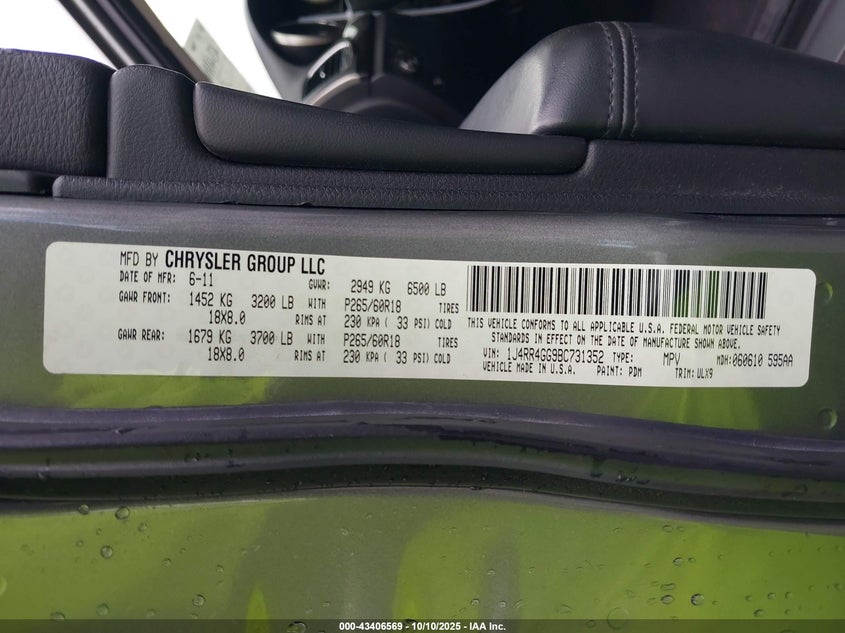 MFD BY CHRYSLER GROUP LLC
DATE OF MFR: 6-11 GVWR: 2949 KG 6500 LB
GAWR FRONT: 1452 KG 3200 LB WITH P265/60R18 TIRES
18X8.0 RIMS AT 230 KPA ( 33 PSI) COLD
GAWR REAR: 1679 KG 3700 LB WITH P265/60R18 TIRES
18X8.0 RIMS AT 230 KPA ( 33 PSI) COLD
THIS VEHICLE CONFORMS TO ALL APPLICABLE U.S.A. FEDERAL MOTOR VEHICLE SAFETY
STANDARDS IN EFFECT ON THE DATE OF MANUFACTURE SHOWN ABOVE.
VIN: 1J4RR4GG9BC731352 TYPE: MPV MDH:060610 595AA
VEHICLE MADE IN U.S.A. PAINT: PDM TRIM: ULX9
000-43406569 - 10/10/2025 - IAA Inc.